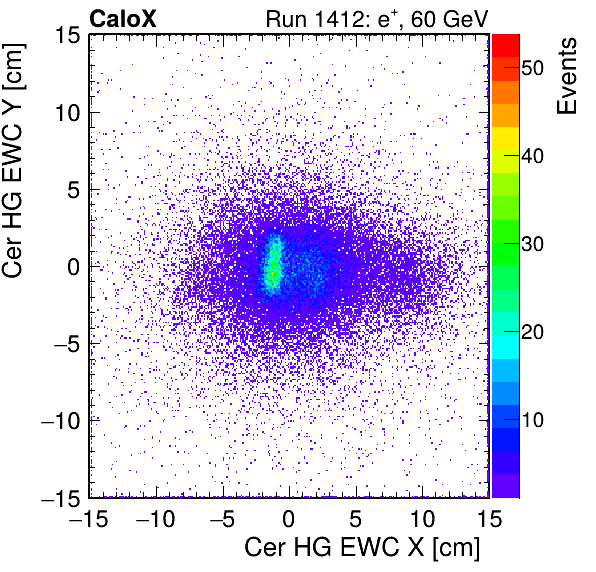 CaloX Run 1412: e+, 60 GeV
Cer HG EWC Y [cm]
15
10
5
0
−5
−10
−15
−15 −10 −5 0 5 10 15
Cer HG EWC X [cm]
Events
50
40
30
20
10